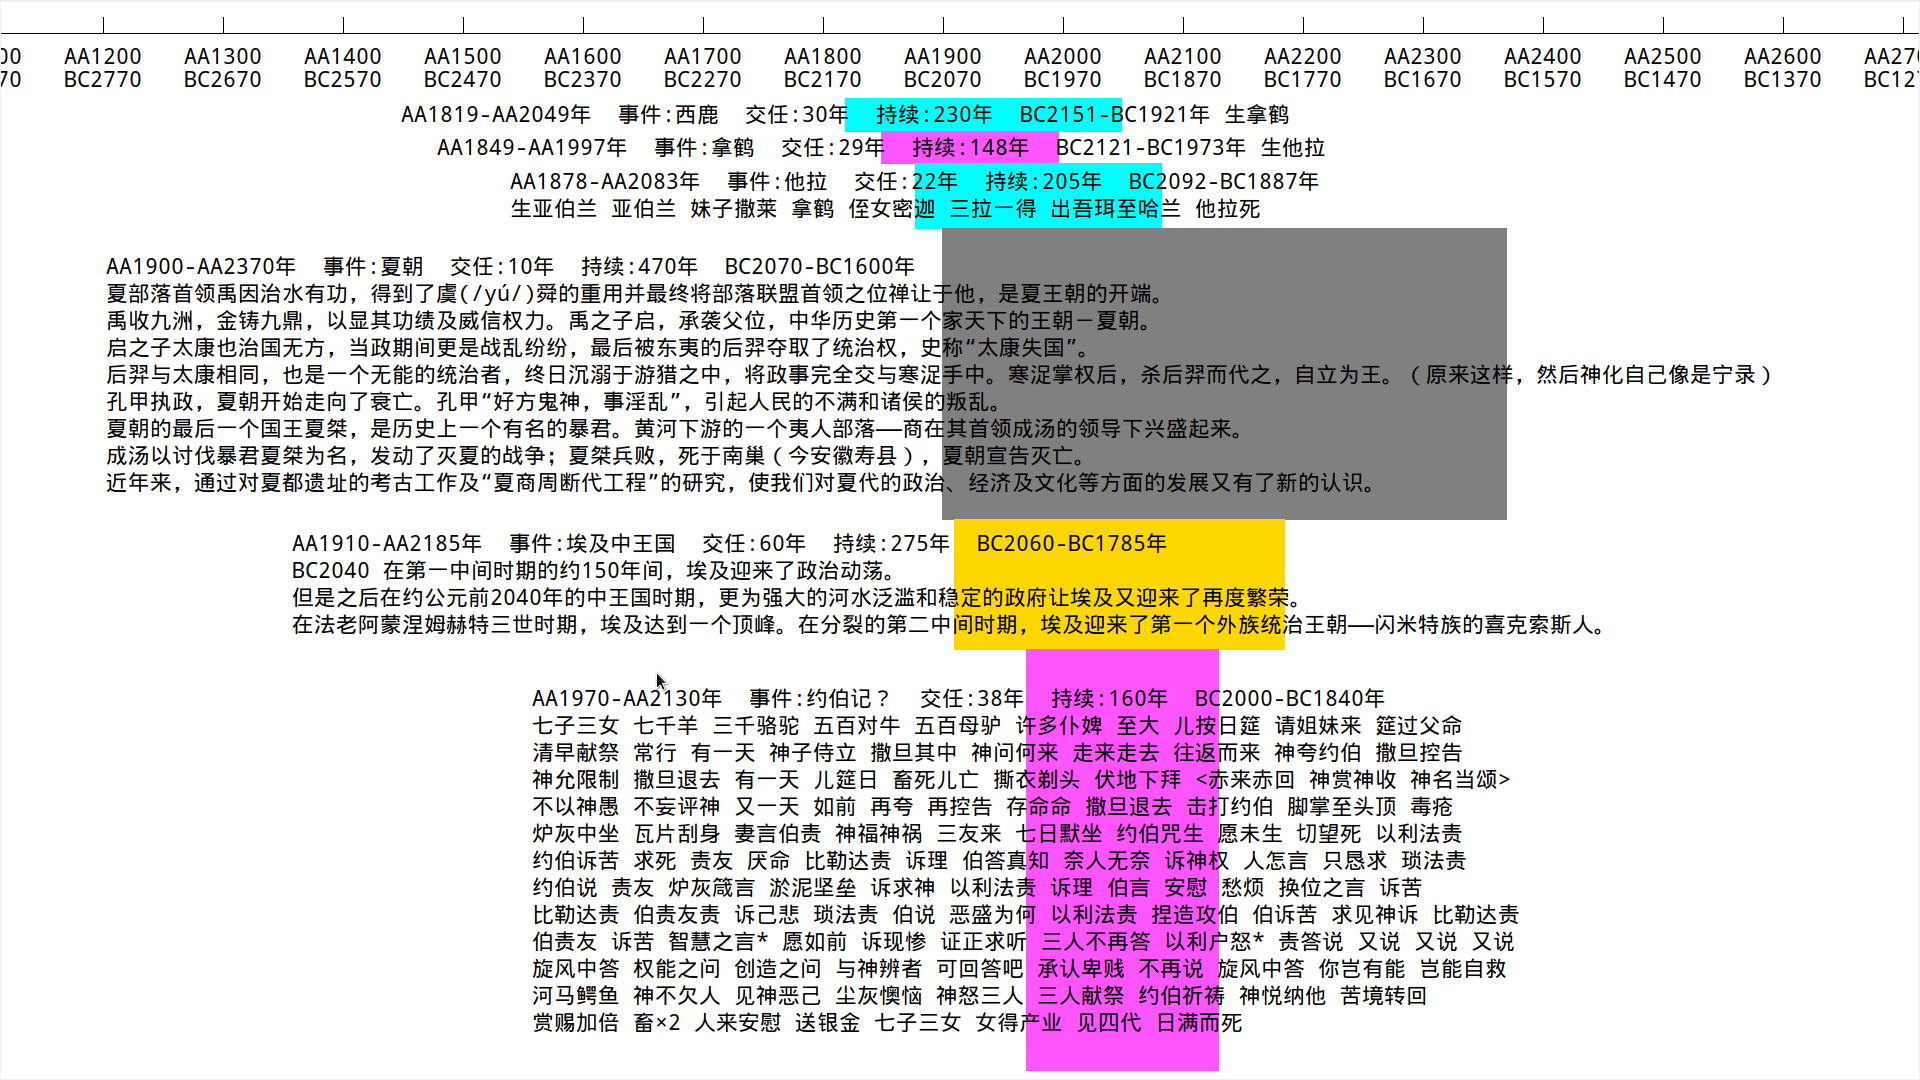 00 AA1200 AA1300 AA1400 AA1500 AA1600 AA1700 AA1800 AA1900 AA2000 AA2100 AA2200 AA2300 AA2400 AA2500 AA2600 AA270
70 BC2770 BC2670 BC2570 BC2470 BC2370 BC2270 BC2170 BC2070 BC1970 BC1870 BC1770 BC1670 BC1570 BC1470 BC1370 BC127
AA1819-AA2049年 事件:西鹿 交任:30年 持续:230年 BC2151-BC1921年 生拿鹤
AA1849-AA1997年 事件:拿鹤 交任:29年 持续:148年 BC2121-BC1973年 生他拉
AA1878-AA2083年 事件:他拉 交任:22年 持续:205年 BC2092-BC1887年
生亚伯兰 亚伯兰 妹子撒莱 拿鹤 侄女密迦 三拉一得 出吾珥至哈兰 他拉死
AA1900-AA2370年 事件:夏朝 交任:10年 持续:470年 BC2070-BC1600年
夏部落首领禹因治水有功，得到了虞(/yú/)舜的重用并最终将部落联盟首领之位禅让于他，是夏王朝的开端。
禹收九洲，金铸九鼎，以显其功绩及威信权力。禹之子启，承袭父位，中华历史第一个家天下的王朝－夏朝。
启之子太康也治国无方，当政期间更是战乱纷纷，最后被东夷的后羿夺取了统治权，史称“太康失国”。
后羿与太康相同，也是一个无能的统治者，终日沉溺于游猎之中，将政事完全交与寒浞手中。寒浞掌权后，杀后羿而代之，自立为王。（原来这样，然后神化自己像是宁录）
孔甲执政，夏朝开始走向了衰亡。孔甲“好方鬼神，事淫乱”，引起人民的不满和诸侯的叛乱。
夏朝的最后一个国王夏桀，是历史上一个有名的暴君。黄河下游的一个夷人部落——商在其首领成汤的领导下兴盛起来。
成汤以讨伐暴君夏桀为名，发动了灭夏的战争；夏桀兵败，死于南巢（今安徽寿县），夏朝宣告灭亡。
近年来，通过对夏都遗址的考古工作及“夏商周断代工程”的研究，使我们对夏代的政治、经济及文化等方面的发展又有了新的认识。
AA1910-AA2185年 事件:埃及中王国 交任:60年 持续:275年 BC2060-BC1785年
BC2040 在第一中间时期的约150年间，埃及迎来了政治动荡。
但是之后在约公元前2040年的中王国时期，更为强大的河水泛滥和稳定的政府让埃及又迎来了再度繁荣。
在法老阿蒙涅姆赫特三世时期，埃及达到一个顶峰。在分裂的第二中间时期，埃及迎来了第一个外族统治王朝——闪米特族的喜克索斯人。
AA1970-AA2130年 事件:约伯记？ 交任:38年 持续:160年 BC2000-BC1840年
七子三女 七千羊 三千骆驼 五百对牛 五百母驴 许多仆婢 至大 儿按日筵 请姐妹来 筵过父命
清早献祭 常行 有一天 神子侍立 撒旦其中 神问何来 走来走去 往返而来 神夸约伯 撒旦控告
神允限制 撒旦退去 有一天 儿筵日 畜死儿亡 撕衣剃头 伏地下拜 <赤来赤回 神赏神收 神名当颂>
不以神愚 不妄评神 又一天 如前 再夸 再控告 存命命 撒旦退去 击打约伯 脚掌至头顶 毒疮
炉灰中坐 瓦片刮身 妻言伯责 神福神祸 三友来 七日默坐 约伯咒生 愿未生 切望死 以利法责
约伯诉苦 求死 责友 厌命 比勒达责 诉理 伯答真知 奈人无奈 诉神权 人怎言 只恳求 琐法责
约伯说 责友 炉灰箴言 淤泥坚垒 诉求神 以利法责 诉理 伯言 安慰 愁烦 换位之言 诉苦
比勒达责 伯责友责 诉己悲 琐法责 伯说 恶盛为何 以利法责 捏造攻伯 伯诉苦 求见神诉 比勒达责
伯责友 诉苦 智慧之言* 愿如前 诉现惨 证正求听 三人不再答 以利户怒* 责答说 又说 又说 又说
旋风中答 权能之问 创造之问 与神辨者 可回答吧 承认卑贱 不再说 旋风中答 你岂有能 岂能自救
河马鳄鱼 神不欠人 见神恶己 尘灰懊恼 神怒三人 三人献祭 约伯祈祷 神悦纳他 苦境转回
赏赐加倍 畜×2 人来安慰 送银金 七子三女 女得产业 见四代 日满而死